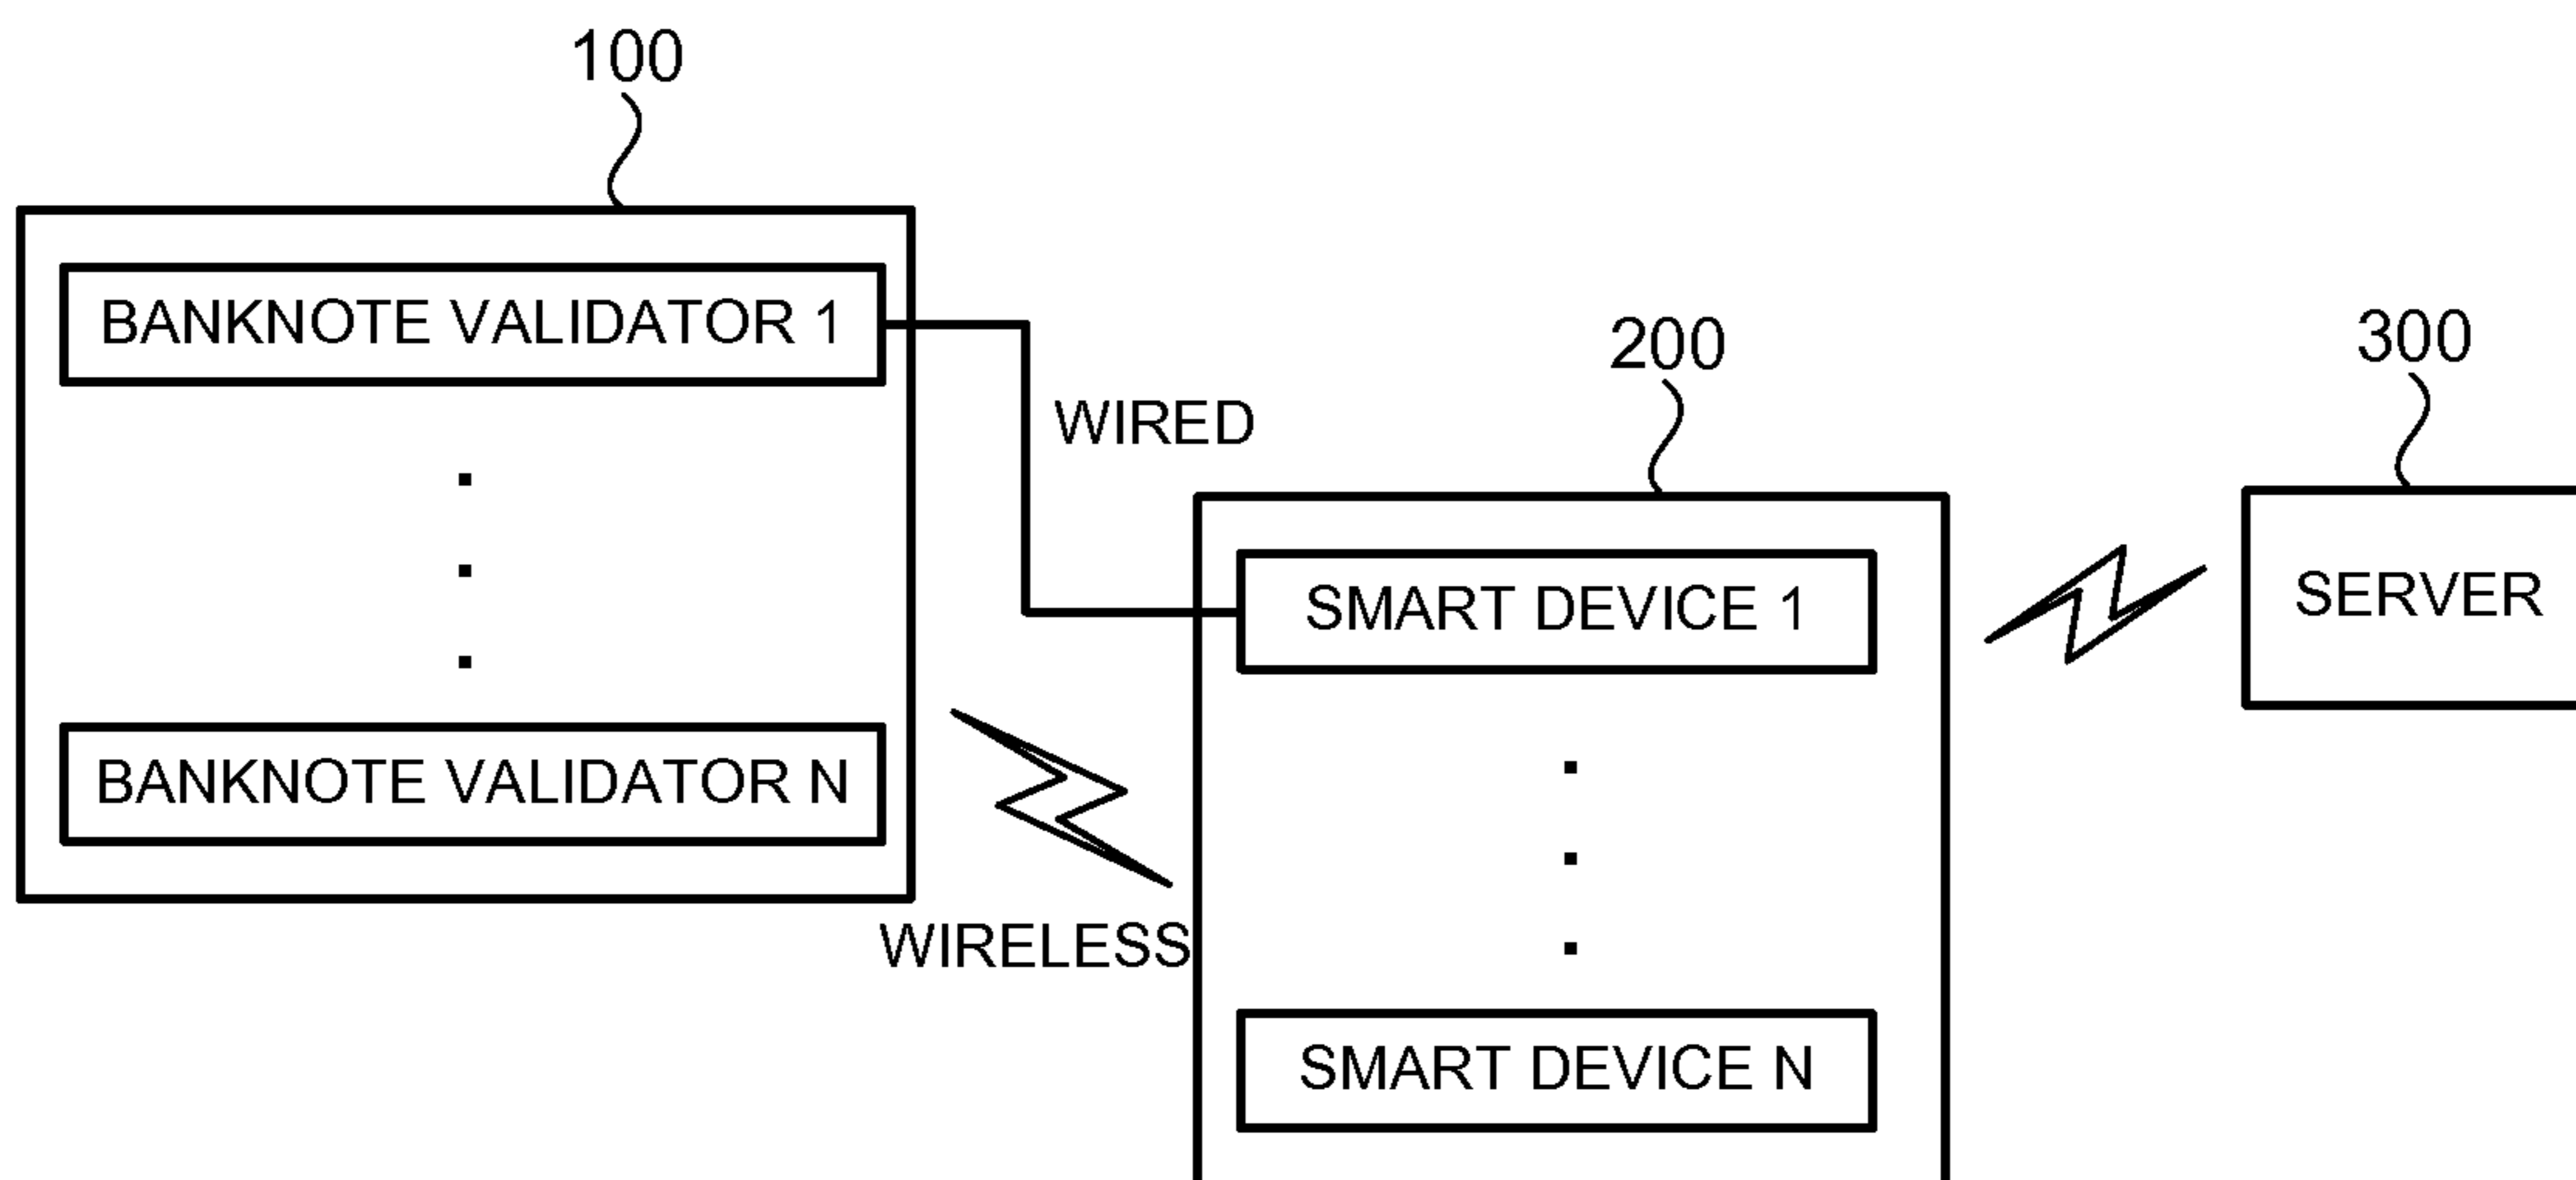 100
BANKNOTE VALIDATOR 1
WIRED
200
300
SMART DEVICE 1
SERVER
BANKNOTE VALIDATOR N
WIRELESS
SMART DEVICE N